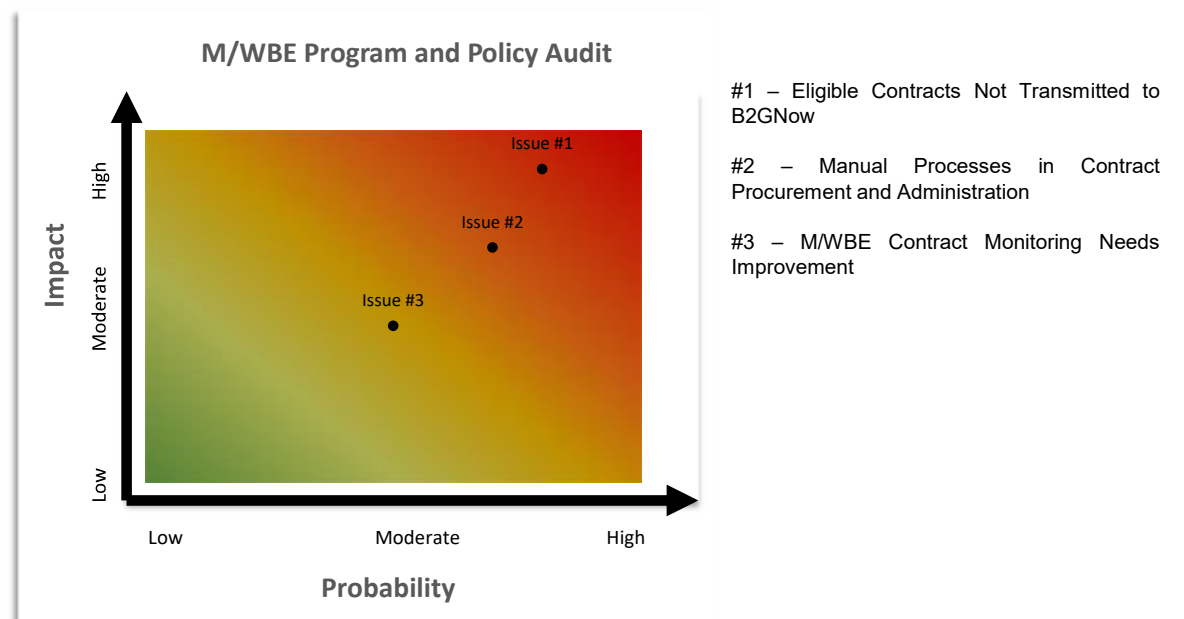 M/WBE Program and Policy Audit
Impact
High
Moderate
Low
Issue #1
Issue #2
Issue #3
Low
Moderate
High
Probability
#1 – Eligible Contracts Not Transmitted to
B2GNow
#2 – Manual Processes in Contract
Procurement and Administration
#3 – M/WBE Contract Monitoring Needs
Improvement